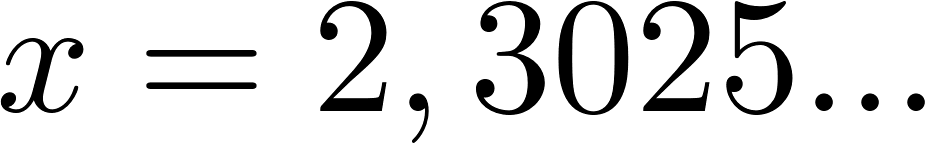 x = 2, 3025...